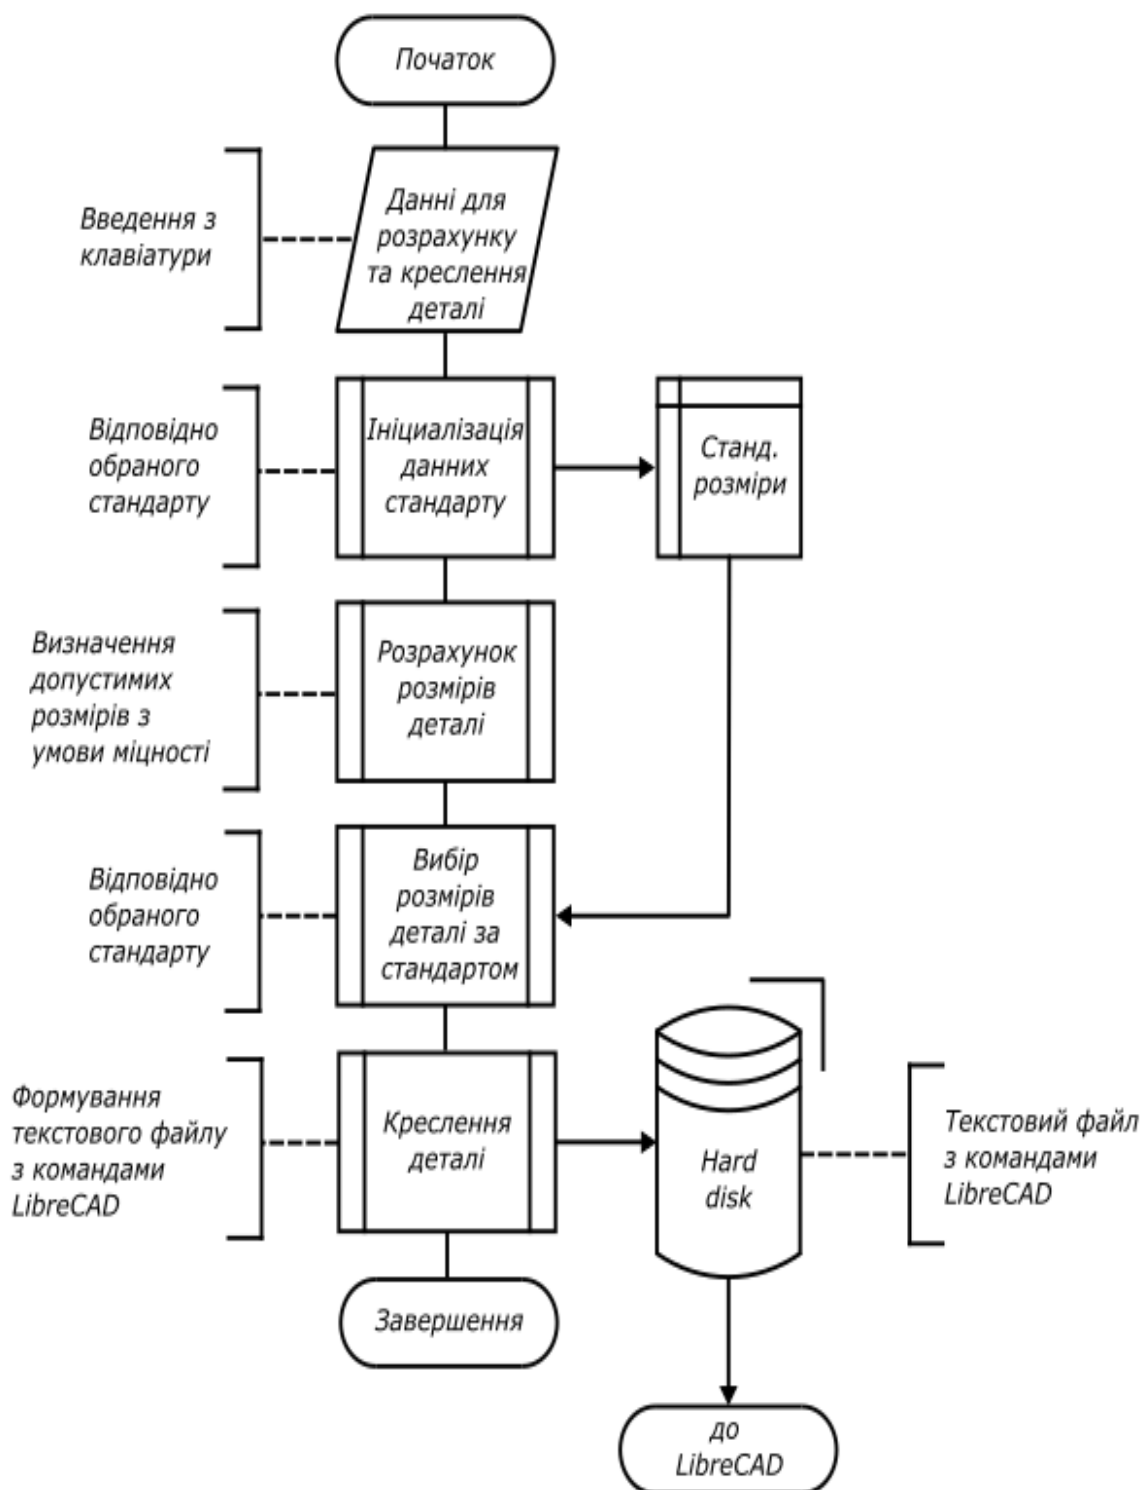 Початок
Введення з
клавіатури
Данні для
розрахунку
та креслення
деталі
Відповідно
обраного
стандарту
Ініциалізація
данних
стандарту
Станд.
розміри
Визначення
допустимих
розмірів з
умови міцності
Розрахунок
розмірів
деталі
Відповідно
обраного
стандарту
Вибір
розмірів
деталі за
стандартом
Формування
текстового файлу
з командами
LibreCAD
Креслення
деталі
Hard
disk
Текстовий файл
з командами
LibreCAD
Завершення
до
LibreCAD